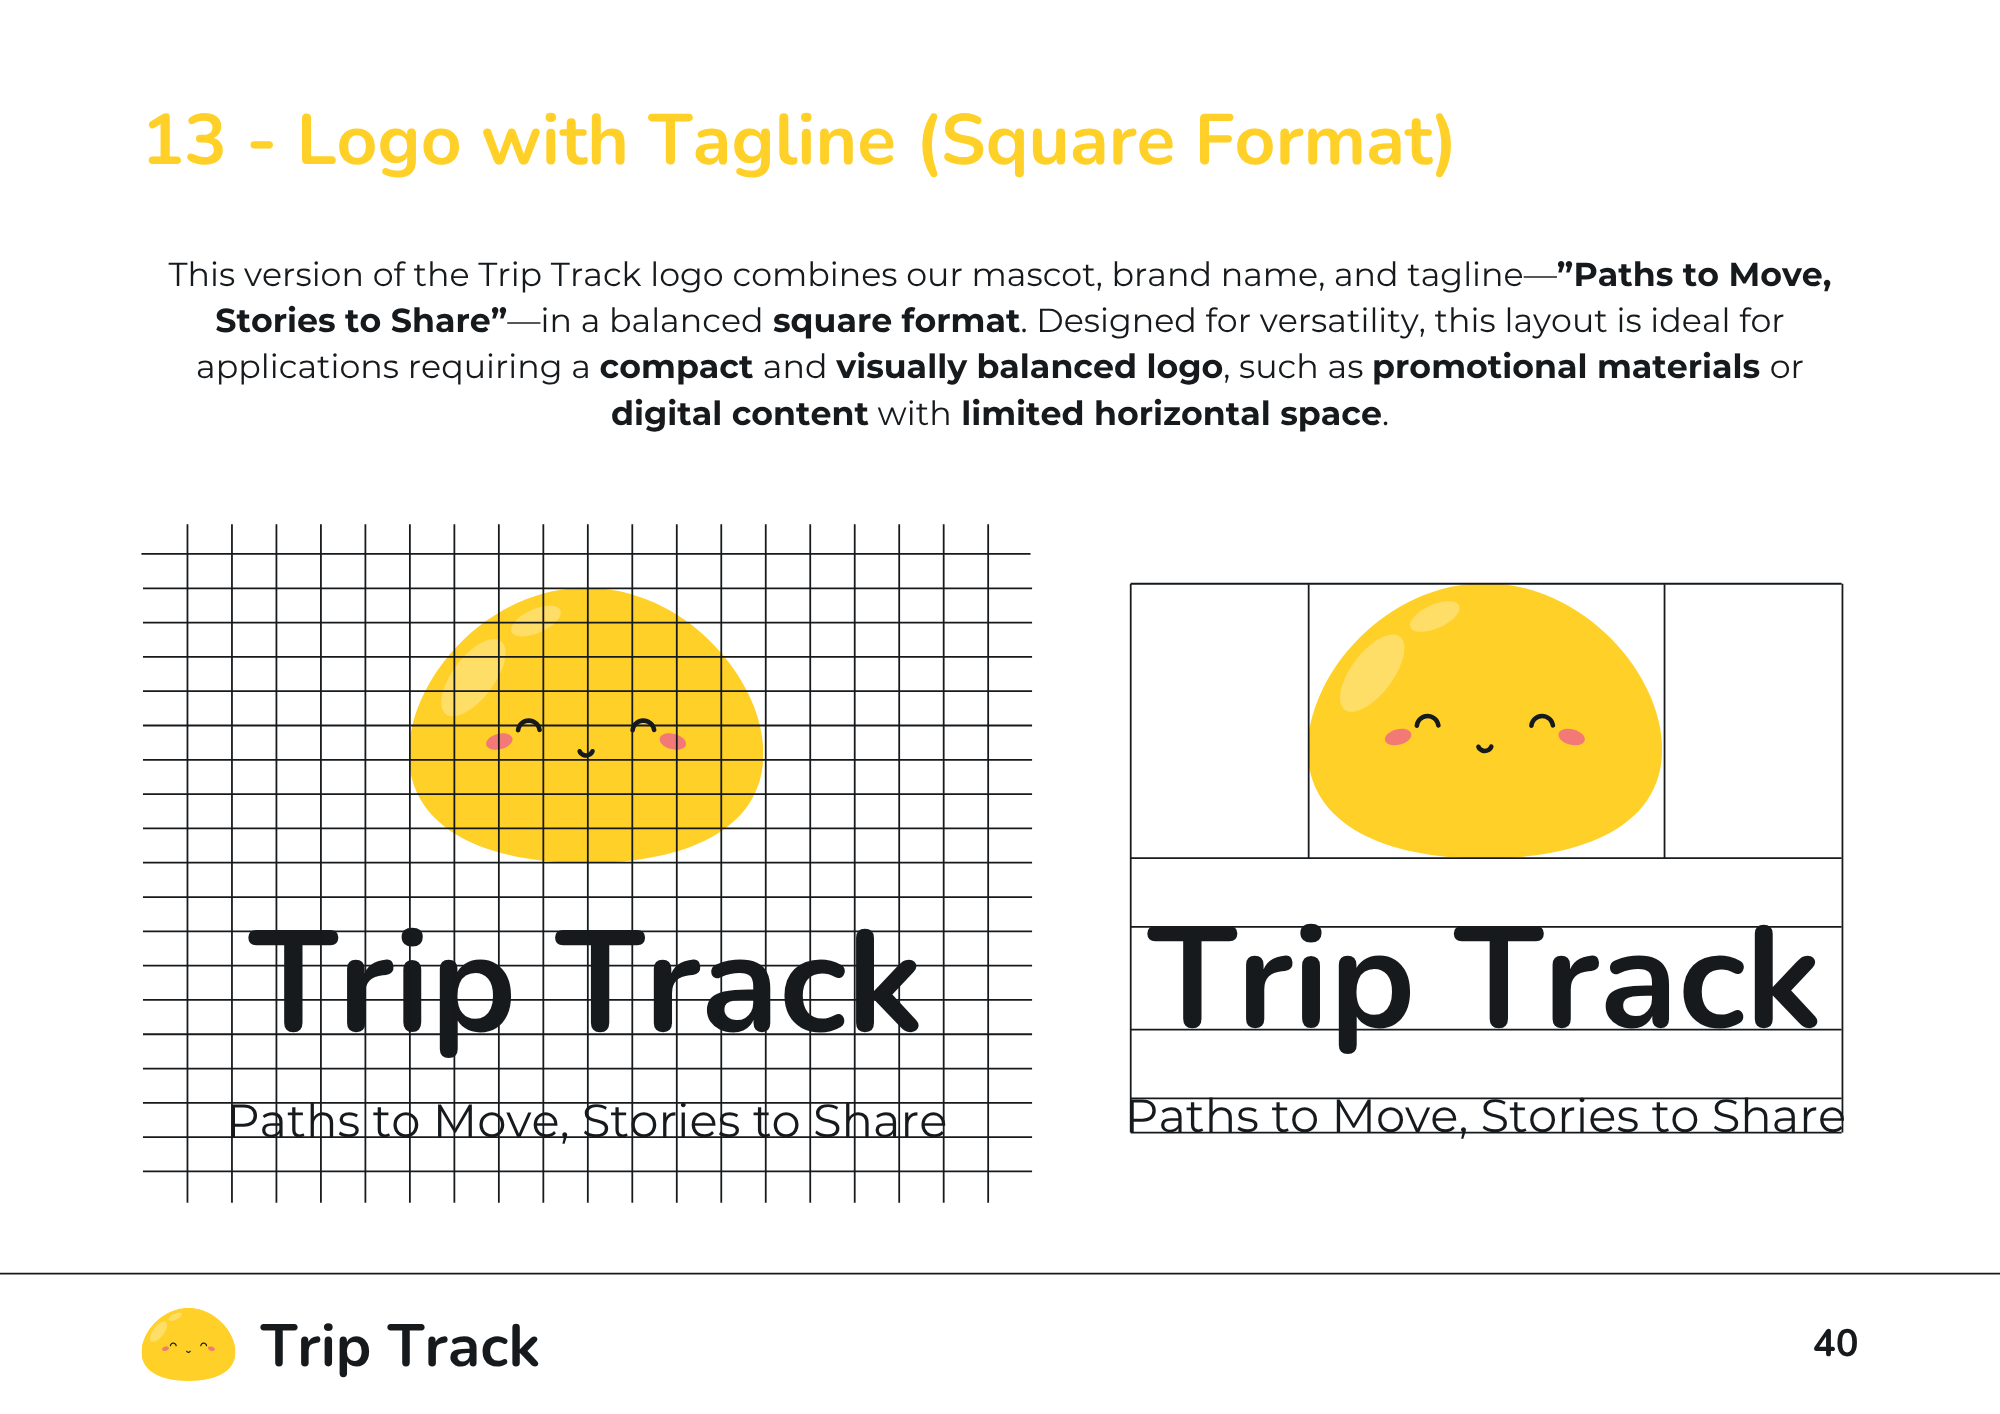 13 - Logo with Tagline (Square Format)
This version of the Trip Track logo combines our mascot, brand name, and tagline—”Paths to Move,
Stories to Share”—in a balanced square format. Designed for versatility, this layout is ideal for
applications requiring a compact and visually balanced logo, such as promotional materials or
digital content with limited horizontal space.
Trip Track
Paths to Move, Stories to Share
Trip Track
Paths to Move, Stories to Share
Trip Track
40